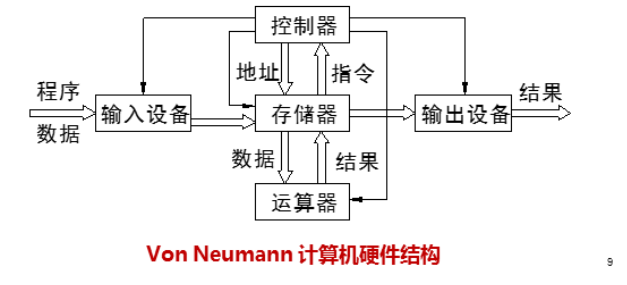 控制器
地址
指令
程序
数据
输入设备
存储器
输出设备
结果
数据
结果
运算器
Von Neumann 计算机硬件结构
9